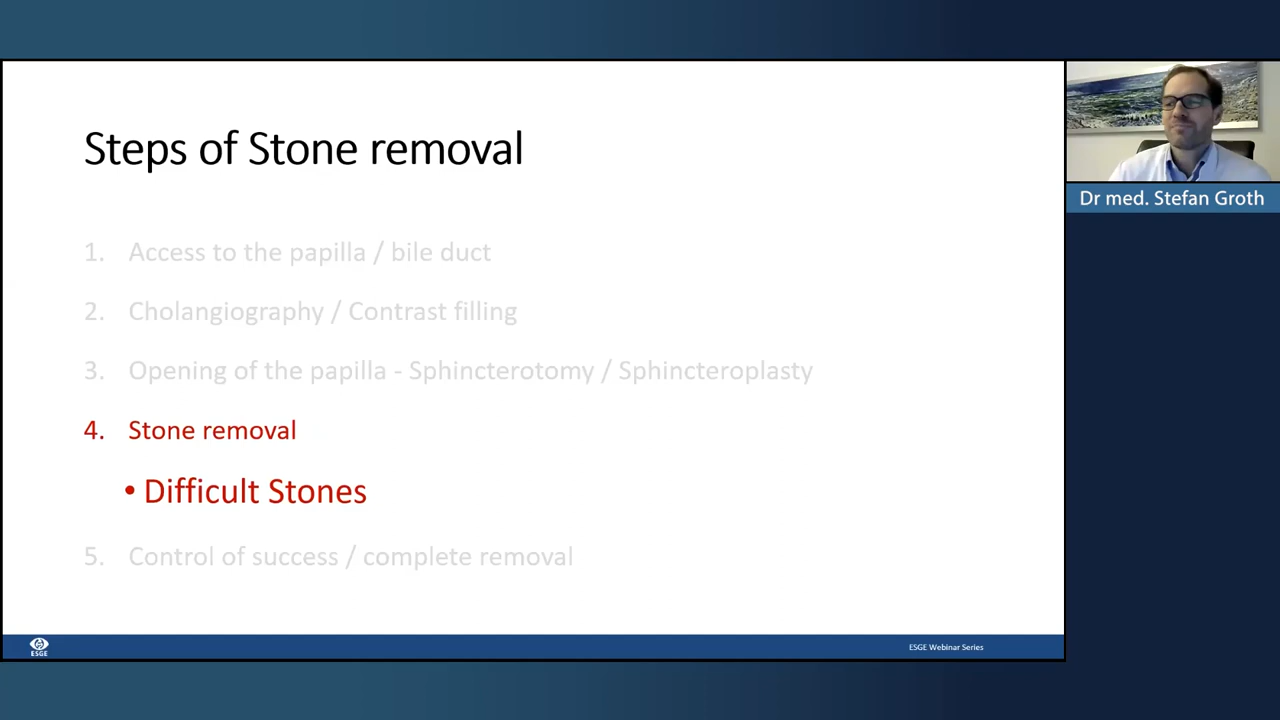 Steps of Stone removal
1. Access to the papilla / bile duct
2. Cholangiography / Contrast filling
3. Opening of the papilla - Sphincterotomy / Sphincteroplasty
4. Stone removal
• Difficult Stones
5. Control of success / complete removal
ESGE
ESGE Webinar Series
Dr med. Stefan Groth